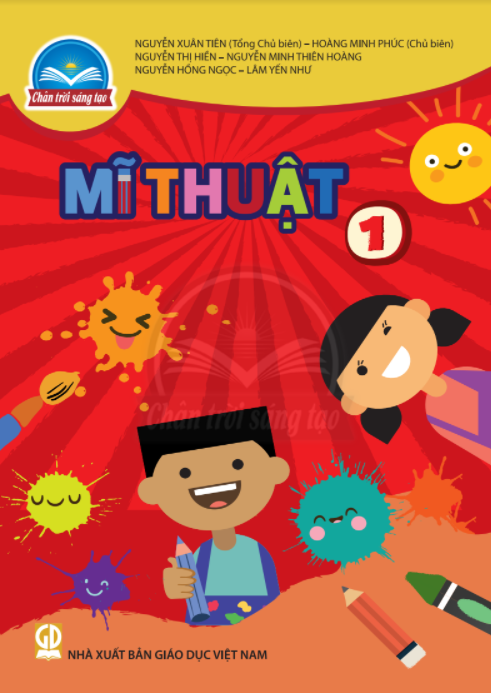 NGUYỄN XUÂN TIÊN (Tổng Chủ biên) – HOÀNG MINH PHÚC (Chủ biên)
NGUYỄN THỊ HIỀN – NGUYỄN MINH THIÊN HOÀNG
NGUYỄN HỒNG NGỌC – LÂM YẾN NHƯ
Chân trời sáng tạo
MĨ THUẬT
1
Chân trời sáng tạo
GD
NHÀ XUẤT BẢN GIÁO DỤC VIỆT NAM